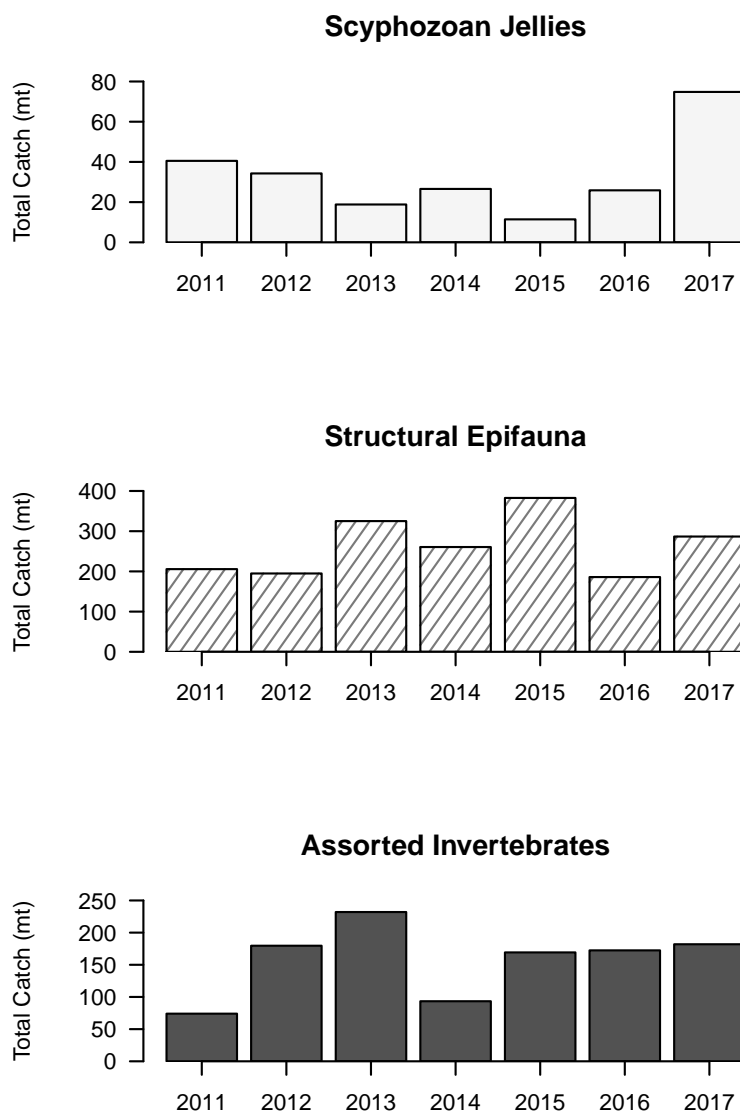 Scyphozoan Jellies
Total Catch (mt)
80
60
40
20
0
2011 2012 2013 2014 2015 2016 2017
Structural Epifauna
Total Catch (mt)
400
300
200
100
0
2011 2012 2013 2014 2015 2016 2017
Assorted Invertebrates
Total Catch (mt)
250
200
150
100
50
0
2011 2012 2013 2014 2015 2016 2017